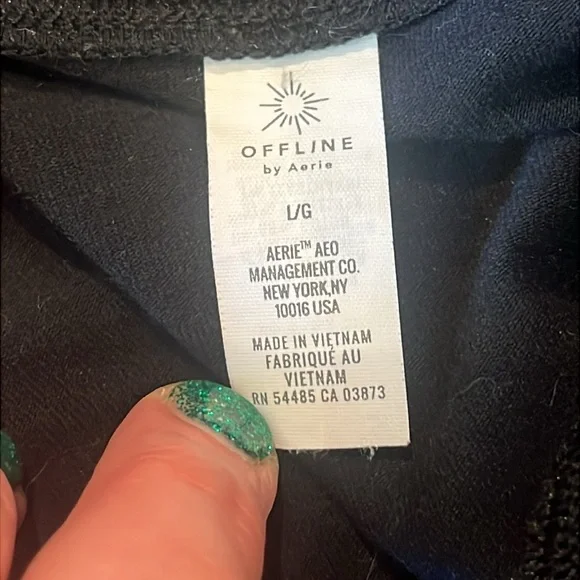 OFFLINE
by Aerie
L/G
AERIE™ AEO
MANAGEMENT CO.
NEW YORK,NY
10016 USA
MADE IN VIETNAM
FABRIQUÉ AU
VIETNAM
RN 54485 CA 03873